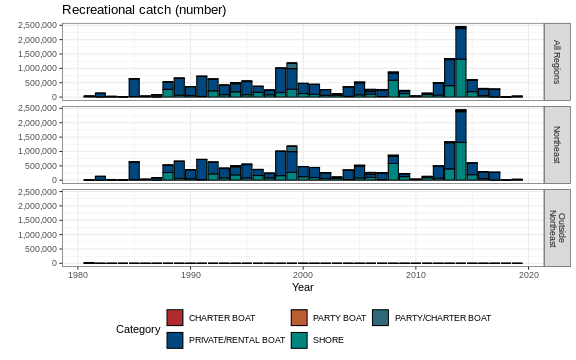 Recreational catch (number)
2,500,000
2,000,000
1,500,000
1,000,000
500,000
0
All Regions
2,500,000
2,000,000
1,500,000
1,000,000
500,000
0
Northeast
2,500,000
2,000,000
1,500,000
1,000,000
500,000
0
Outside
Northeast
1980 1990 2000 2010 2020
Year
Category
CHARTER BOAT PARTY BOAT PARTY/CHARTER BOAT
PRIVATE/RENTAL BOAT SHORE